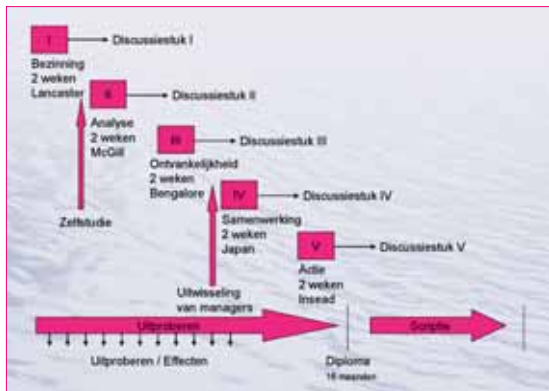 I
Discussiestuk I
Bezinning
2 weken
Lancaster
II
Discussiestuk II
Analyse
2 weken
McGill
III
Discussiestuk III
Ontvankelijkheid
2 weken
Bengalore
IV
Discussiestuk IV
Samenwerking
2 weken
Japan
V
Discussiestuk V
Actie
2 weken
Insead
Zelfstudie
Uitwisseling
van managers
Uitproberen
Scriptie
Uitproberen / Effecten
Diploma
16 maanden